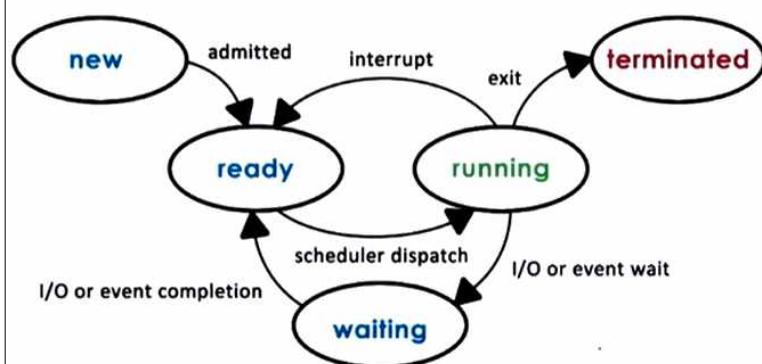 new
admitted
interrupt
exit
terminated
ready
running
scheduler dispatch
I/O or event wait
I/O or event completion
waiting